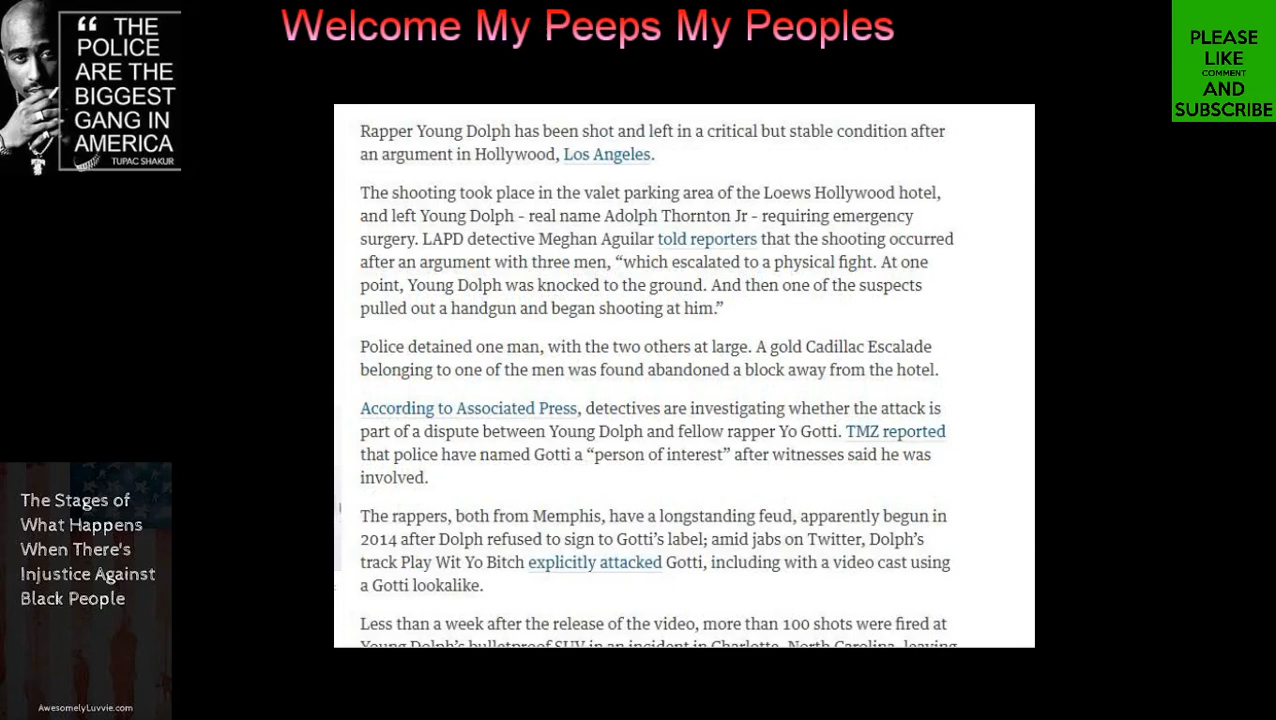 Welcome My Peeps My Peoples
“ THE
POLICE
ARE THE
BIGGEST
GANG IN
AMERICA
TUPAC SHAKUR
PLEASE
LIKE
COMMENT
AND
SUBSCRIBE
Rapper Young Dolph has been shot and left in a critical but stable condition after
an argument in Hollywood, Los Angeles.
The shooting took place in the valet parking area of the Loews Hollywood hotel,
and left Young Dolph - real name Adolph Thornton Jr - requiring emergency
surgery. LAPD detective Meghan Aguilar told reporters that the shooting occurred
after an argument with three men, “which escalated to a physical fight. At one
point, Young Dolph was knocked to the ground. And then one of the suspects
pulled out a handgun and began shooting at him.”
Police detained one man, with the two others at large. A gold Cadillac Escalade
belonging to one of the men was found abandoned a block away from the hotel.
According to Associated Press, detectives are investigating whether the attack is
part of a dispute between Young Dolph and fellow rapper Yo Gotti. TMZ reported
that police have named Gotti a “person of interest” after witnesses said he was
involved.
The rappers, both from Memphis, have a longstanding feud, apparently begun in
2014 after Dolph refused to sign to Gotti’s label; amid jabs on Twitter, Dolph’s
track Play Wit Yo Bitch explicitly attacked Gotti, including with a video cast using
a Gotti lookalike.
Less than a week after the release of the video, more than 100 shots were fired at
Young Dolph’s bulletproof SUV in an incident in Charlotte, North Carolina, leaving
The Stages of
What Happens
When There's
Injustice Against
Black People
AwesomelyLuvvie.com